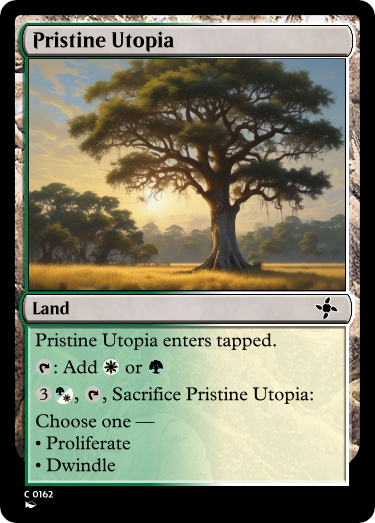 Pristine Utopia
Land
Pristine Utopia enters tapped.
: Add or
3 , , Sacrifice Pristine Utopia:
Choose one —
• Proliferate
• Dwindle
C 0162